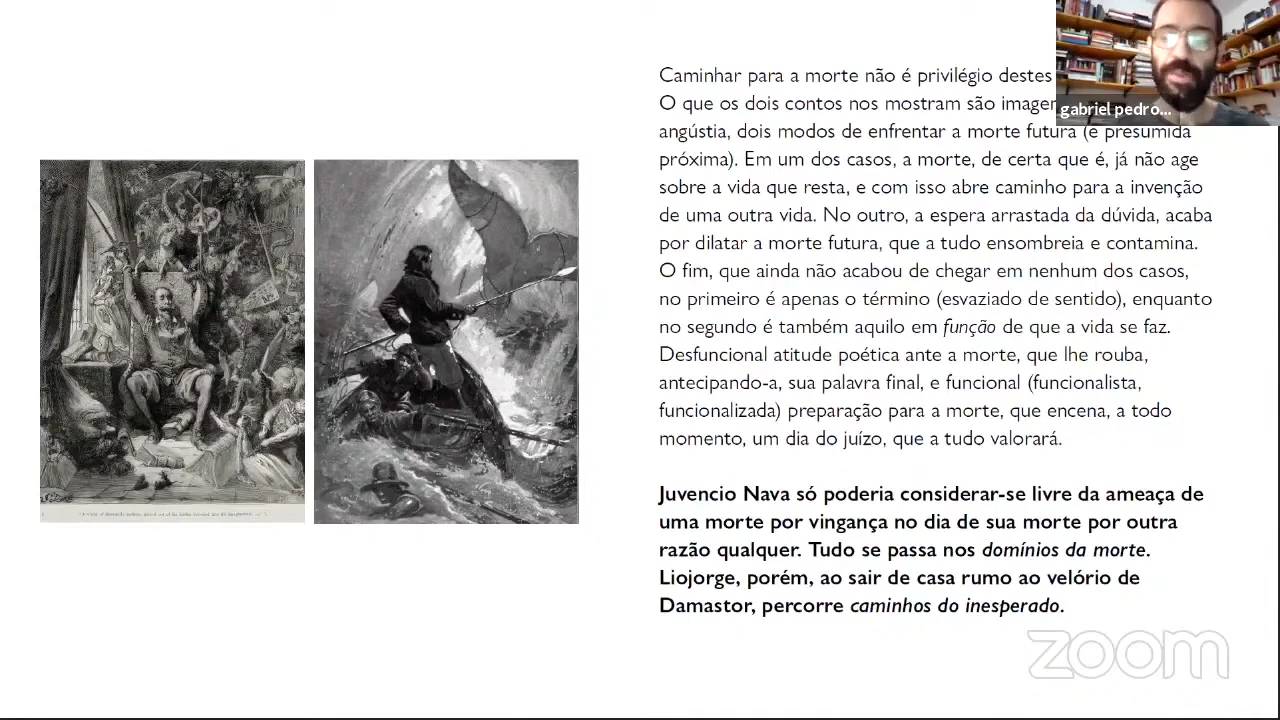 Caminhar para a morte não é privilégio destes
O que os dois contos nos mostram são
angústia, dois modos de enfrentar a morte futura (e presumida
próxima). Em um dos casos, a morte, de certa que é, já não age
sobre a vida que resta, e com isso abre caminho para a invenção
de uma outra vida. No outro, a espera arrastada da dúvida, acaba
por dilatar a morte futura, que a tudo ensombreia e contamina.
O fim, que ainda não acabou de chegar em nenhum dos casos,
no primeiro é apenas o término (esvaziado de sentido), enquanto
no segundo é também aquilo em função de que a vida se faz.
Desfuncional atitude poética ante a morte, que lhe rouba,
antecipando-a, sua palavra final, e funcional (funcionalista,
funcionalizada) preparação para a morte, que encena, a todo
momento, um dia do juízo, que a tudo valorará.
Juvencio Nava só poderia considerar-se livre da ameaça de
uma morte por vingança no dia de sua morte por outra
razão qualquer. Tudo se passa nos domínios da morte.
Liojorge, porém, ao sair de casa rumo ao velório de
Damastor, percorre caminhos do inesperado.
gabriel pedro...
zoom